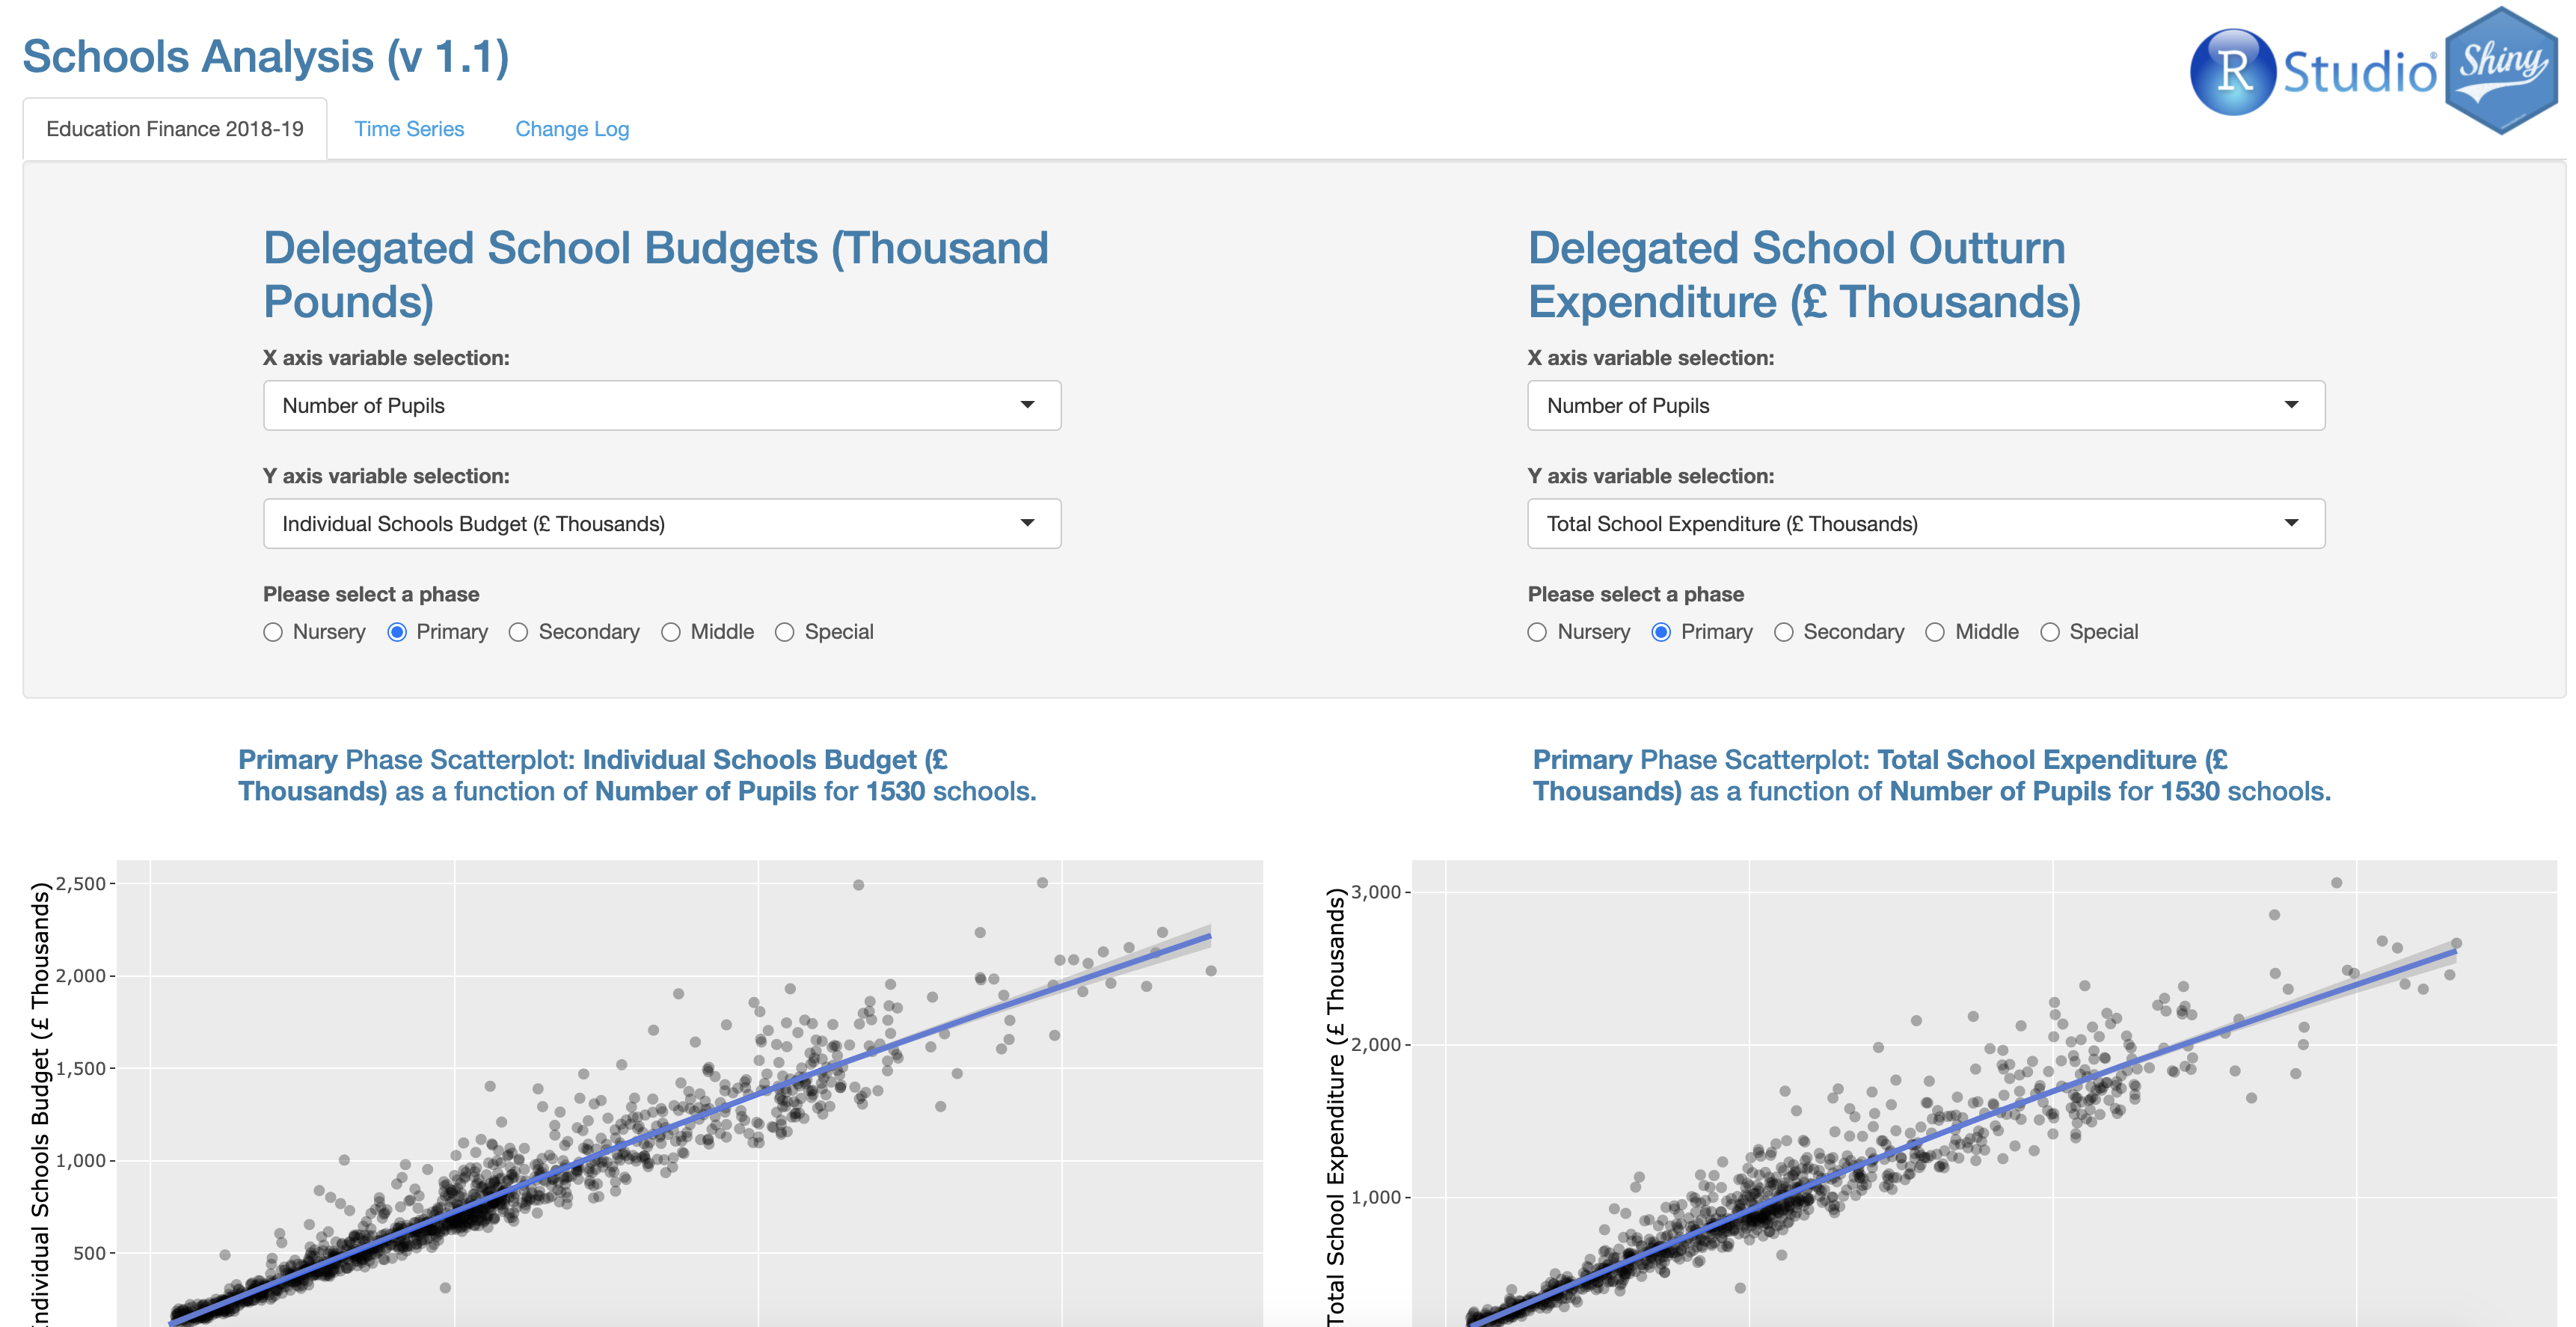 Schools Analysis (v 1.1)
R Studio®
Shiny
Education Finance 2018-19
Time Series
Change Log
Delegated School Budgets (Thousand
Pounds)
X axis variable selection:
Number of Pupils
Y axis variable selection:
Individual Schools Budget (£ Thousands)
Please select a phase
Nursery Primary Secondary Middle Special
Delegated School Outturn
Expenditure (£ Thousands)
X axis variable selection:
Number of Pupils
Y axis variable selection:
Total School Expenditure (£ Thousands)
Please select a phase
Nursery Primary Secondary Middle Special
Primary Phase Scatterplot: Individual Schools Budget (£
Thousands) as a function of Number of Pupils for 1530 schools.
Individual Schools Budget (£ Thousands)
2,500
2,000
1,500
1,000
500
Primary Phase Scatterplot: Total School Expenditure (£
Thousands) as a function of Number of Pupils for 1530 schools.
Total School Expenditure (£ Thousands)
3,000
2,000
1,000